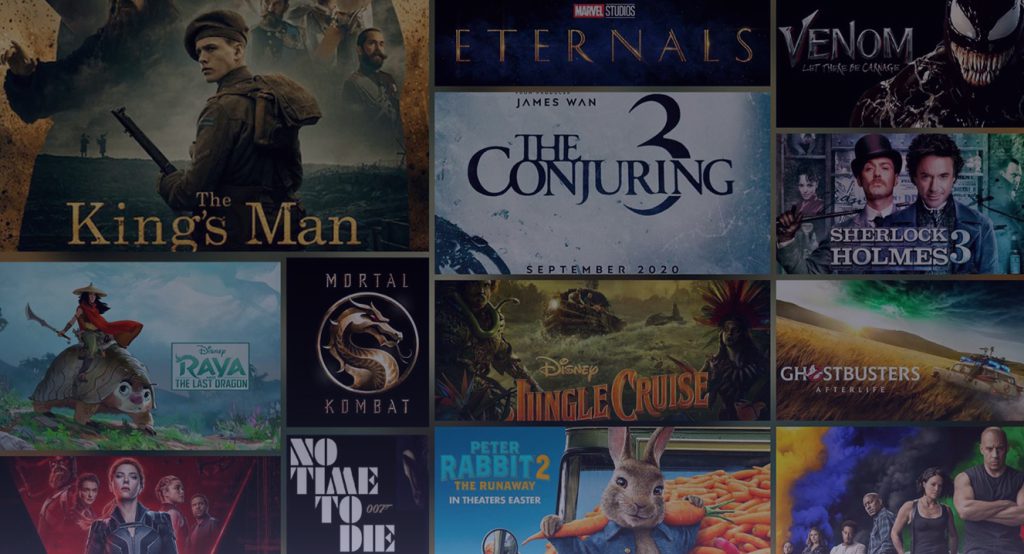 The
King's Man
MARVEL STUDIOS
ETERNALS
VENOM
LET THERE BE CARNAGE
JAMES WAN
3
THE
CONJURING
SEPTEMBER 2020
SHERLOCK
HOLMES 3
Disney
RAYA
THE LAST DRAGON
MORTAL
KOMBAT
Disney
JUNGLE CRUISE
GHOSTBUSTERS
AFTERLIFE
NO
TIME
TO
007
DIE
PETER
RABBIT 2
THE RUNAWAY
IN THEATERS EASTER